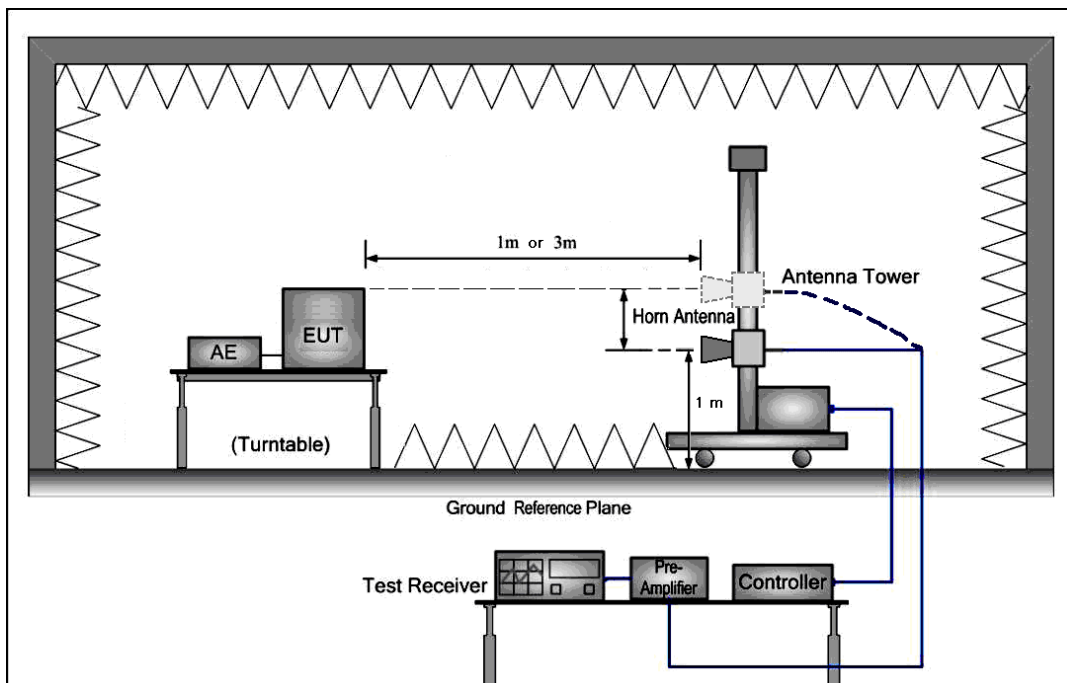 1m or 3m
Antenna Tower
Horn Antenna
EUT
AE
1 m
(Turntable)
Ground Reference Plane
Test Receiver
Pre-
Amplifier
Controller